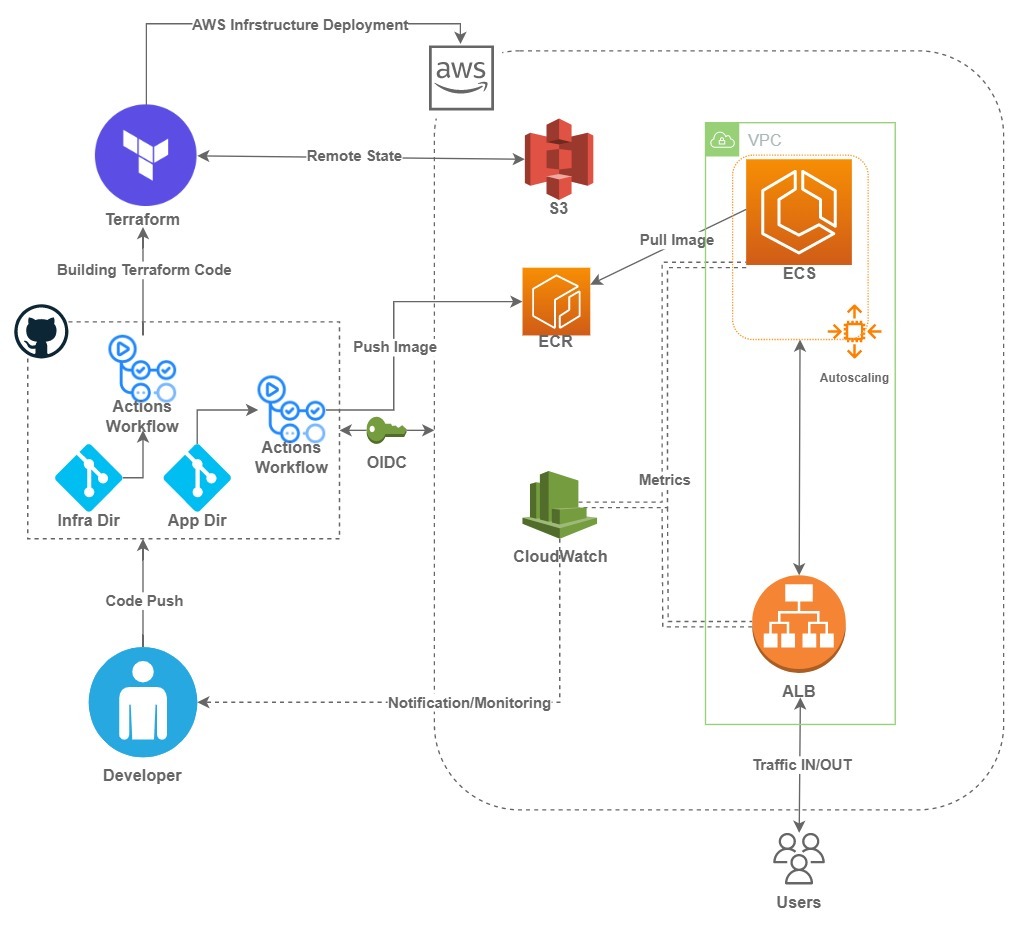 AWS Infrstructure Deployment
aws
VPC
Remote State
S3
Terraform
Pull Image
Building Terraform Code
ECS
ECR
Push Image
Autoscaling
Actions
Workflow
Actions
Workflow
OIDC
Metrics
Infra Dir
App Dir
CloudWatch
Code Push
ALB
Notification/Monitoring
Developer
Traffic IN/OUT
Users